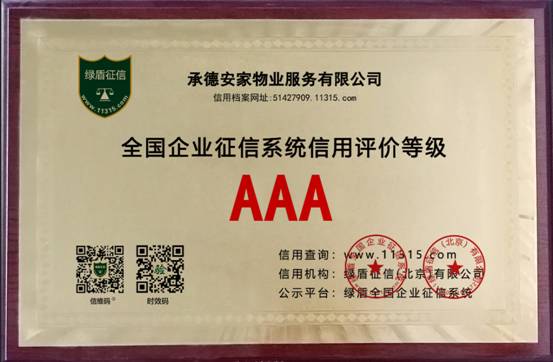 绿盾征信
www.11315.com
承德安家物业服务有限公司
信用档案网址:51427909.11315.com
全国企业征信系统信用评价等级
AAA
信用查询：www.11315.com
信用机构：绿盾征信(北京)有限公司
公示平台：绿盾全国企业征信系统
信维码®
验
时效码